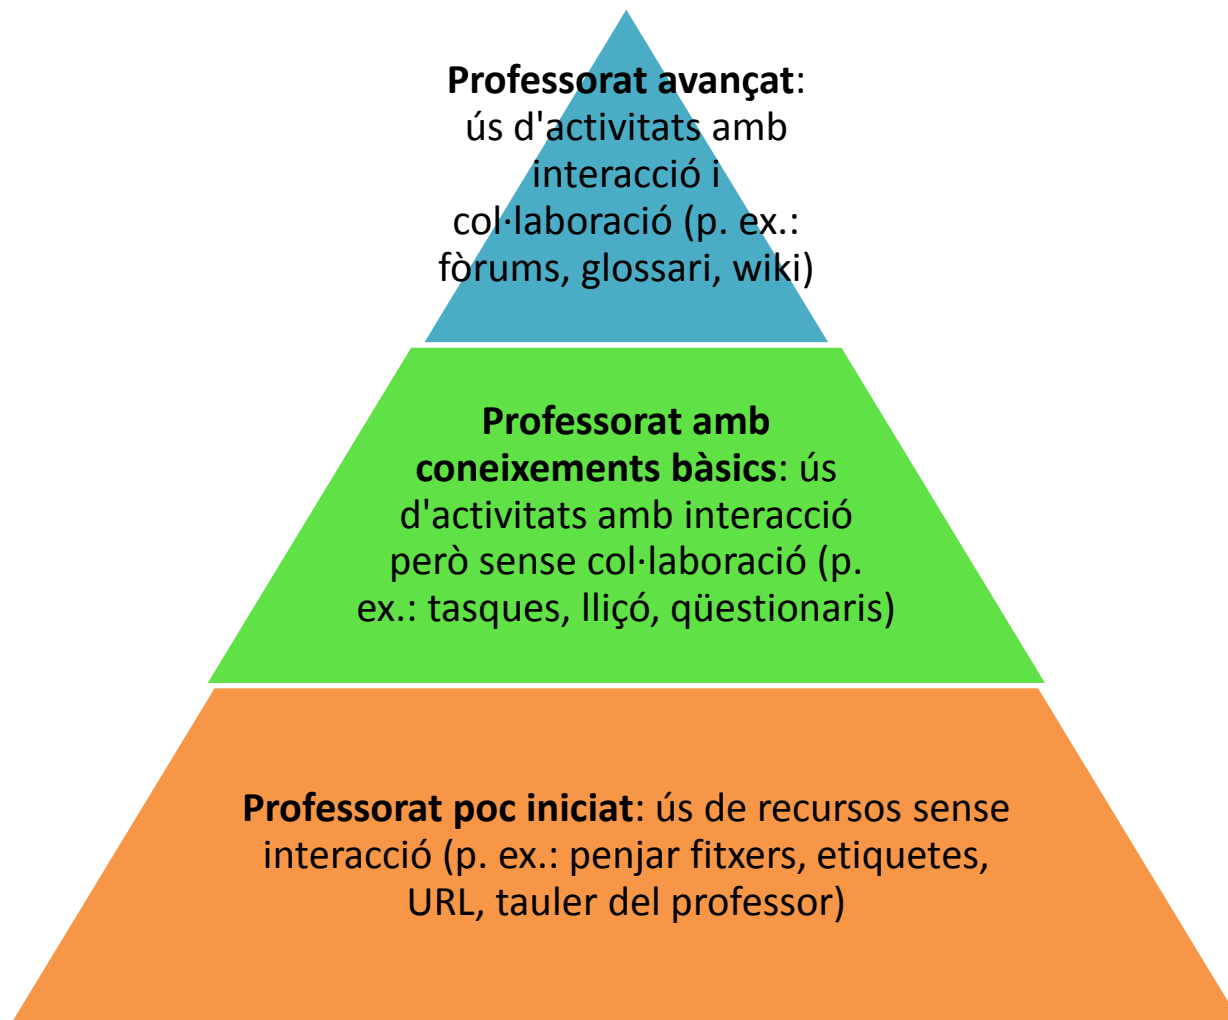 Professorat avançat:
ús d'activitats amb
interacció i
col·laboració (p. ex.:
fòrums, glossari, wiki)
Professorat amb
coneixements bàsics: ús
d'activitats amb interacció
però sense col·laboració (p.
ex.: tasques, lliçó, qüestionaris)
Professorat poc iniciat: ús de recursos sense
interacció (p. ex.: penjar fitxers, etiquetes,
URL, tauler del professor)